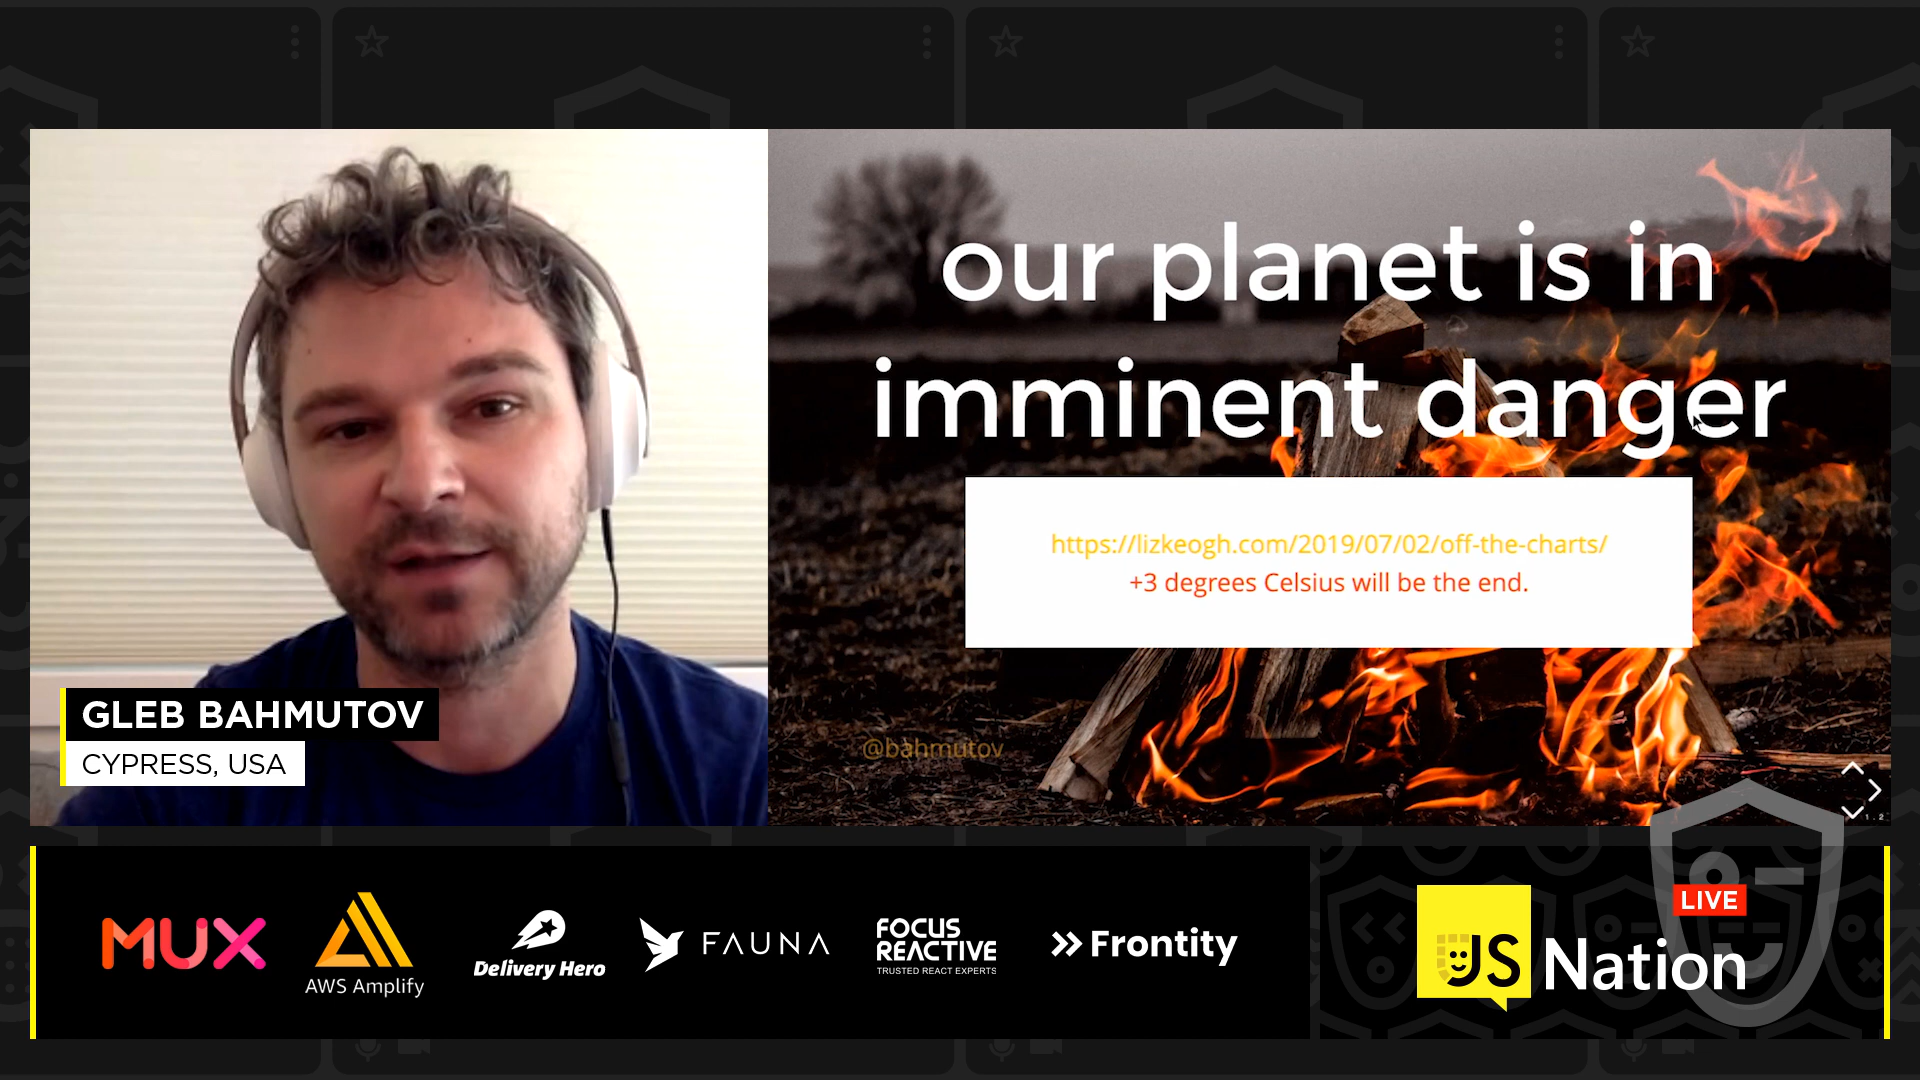 our planet is in
imminent danger
https://lizkeogh.com/2019/07/02/off-the-charts/
+3 degrees Celsius will be the end.
@bahmutov
1.2
GLEB BAHMUTOV
CYPRESS, USA
MUX
AWS Amplify
Delivery Hero
FAUNA
FOCUS
REACTIVE
TRUSTED REACT EXPERTS
Frontity
LIVE
JS Nation